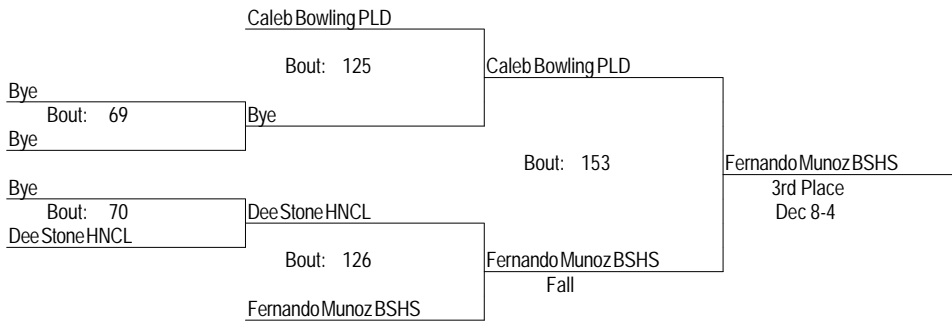 Caleb Bowling PLD
Bout: 125
Caleb Bowling PLD
Bye
Bout: 69
Bye
Bye
Bout: 153
Fernando Munoz BSHS
3rd Place
Dec 8-4
Bye
Bout: 70
Dee Stone HNCL
Dee Stone HNCL
Bout: 126
Fernando Munoz BSHS
Fall
Fernando Munoz BSHS